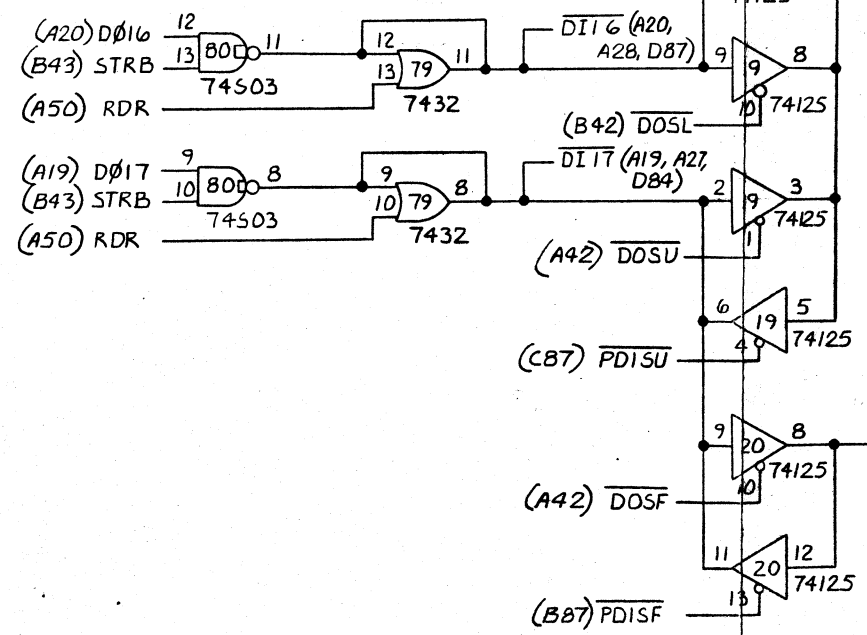 12
(A20) DØ16
13
(B43) STRB
80
11
74S03
(A50) RDR
12
13
79
11
7432
DI16 (A20,
A28, D87)
9
9
8
10
74125
(B42) DOSL
9
(A19) DØ17
10
(B43) STRB
80
8
74S03
(A50) RDR
9
10
79
8
7432
DI17 (A19, A27,
D84)
2
9
3
1
74125
(A42) DOSU
6
19
5
4
74125
(C87) PDISU
9
20
8
10
74125
(A42) DOSF
11
20
12
13
74125
(B87) PDISF